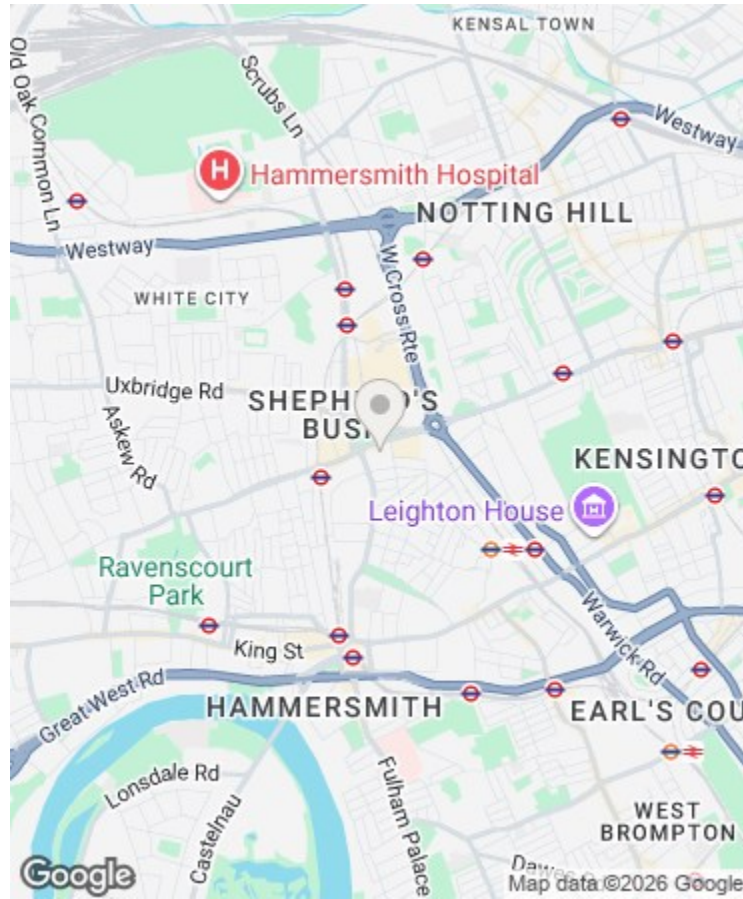 KENSAL TOWN
Old Oak Common Ln
Scrubs Ln
Westway
H
Hammersmith Hospital
NOTTING HILL
Westway
W Cross Rte
WHITE CITY
Uxbridge Rd
SHEPH 'S
BUS
Askew Rd
KENSINGTO
Leighton House
Ravenscourt
Park
King St
Warwick Rd
Great West Rd
HAMMERSMITH
EARL'S COU
Lonsdale Rd
Castelnau
Fulham Palace
WEST
BROMPTON
Dawes
Google
Map data ©2026 Google